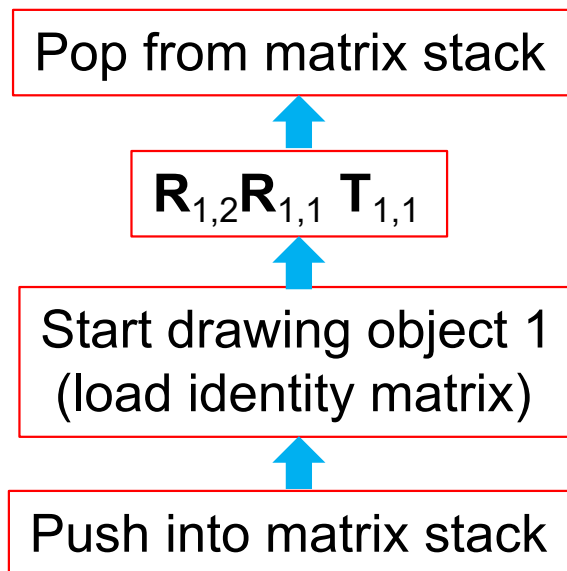 Pop from matrix stack
R1,2R1,1 T1,1
Start drawing object 1
(load identity matrix)
Push into matrix stack